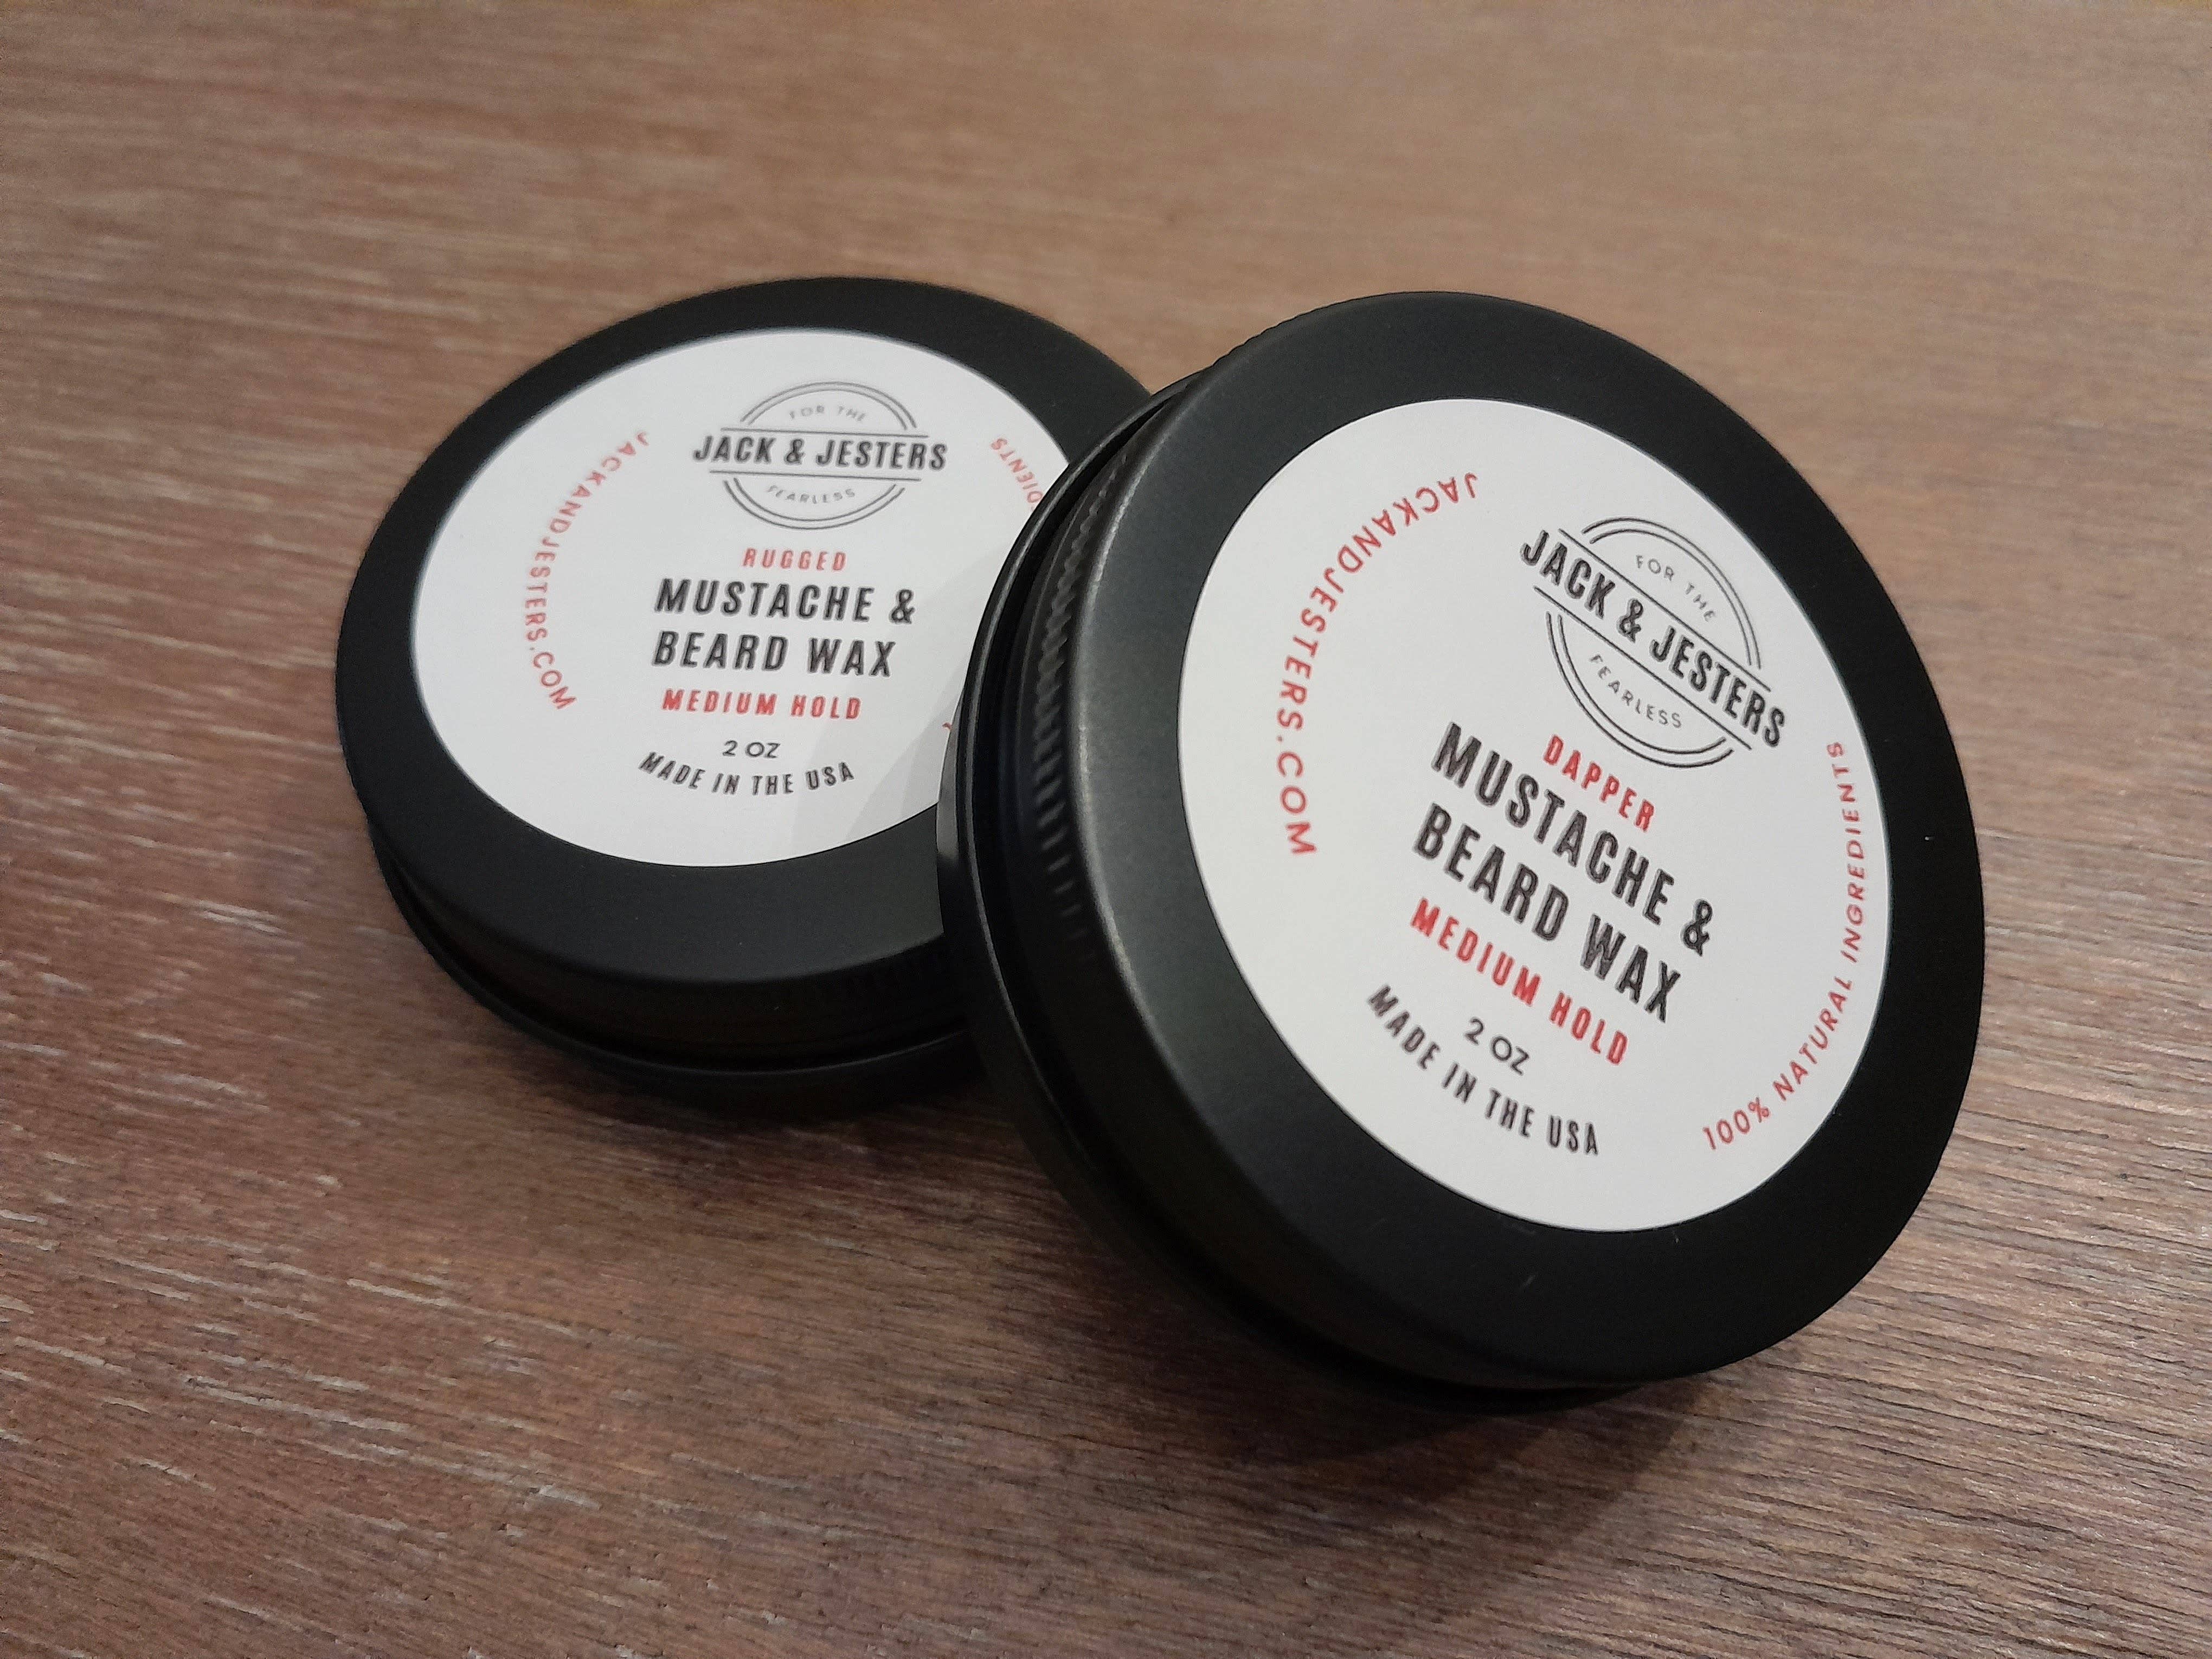 FOR THE
JACK & JESTERS
FEARLESS
RUGGED
MUSTACHE &
BEARD WAX
MEDIUM HOLD
2 OZ
MADE IN THE USA
JACKANDJESTERS.COM
FOR THE
JACK & JESTERS
FEARLESS
DAPPER
MUSTACHE &
BEARD WAX
MEDIUM HOLD
2 OZ
MADE IN THE USA
JACKANDJESTERS.COM
100% NATURAL INGREDIENTS